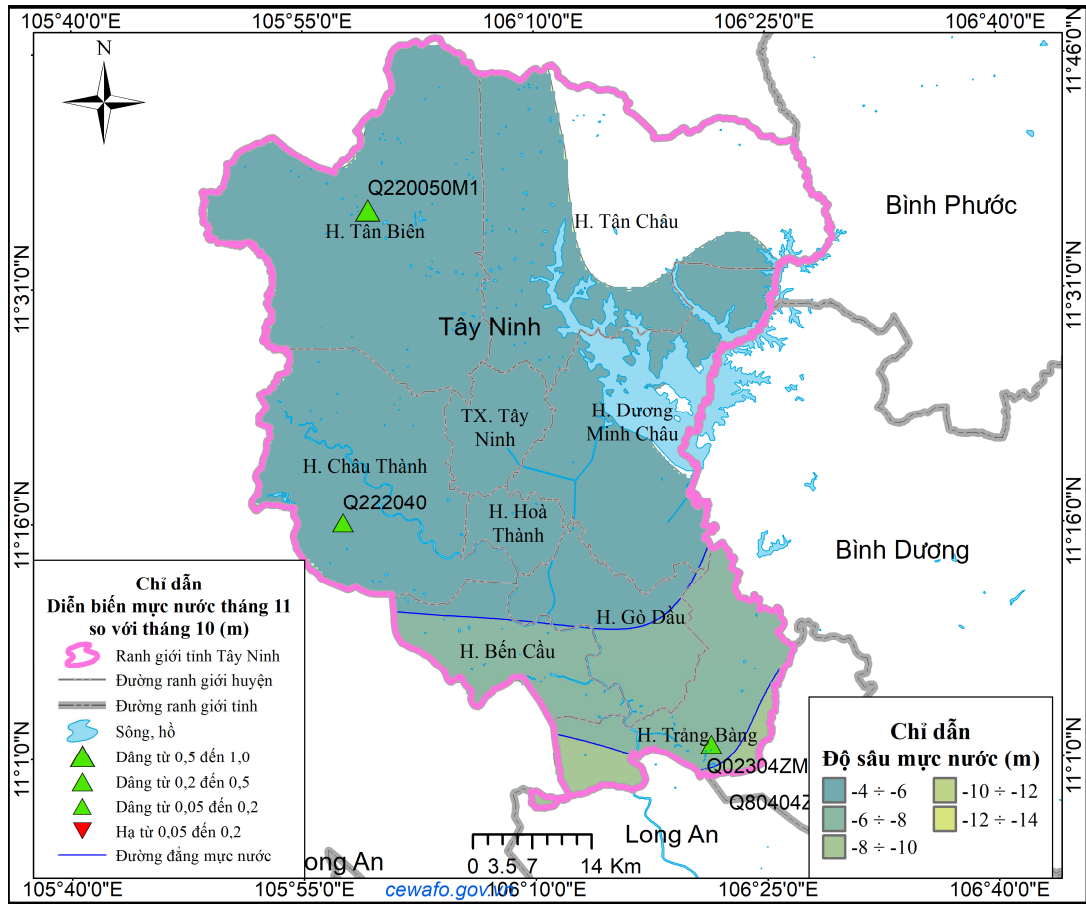 105°40'0"E 105°55'0"E 106°10'0"E 106°25'0"E 106°40'0"E
N
11°46'0"N
Q220050M1
H. Tân Biên
H. Tân Châu
Bình Phước
11°31'0"N
11°31'0"N
Tây Ninh
TX. Tây
Ninh
H. Dương
Minh Châu
H. Châu Thành
Q222040
H. Hoà
Thành
11°16'0"N
11°16'0"N
Bình Dương
H. Gò Dầu
H. Bến Cầu
H. Trảng Bàng
Q02304ZM
Q80404Z
11°1'0"N
11°1'0"N
Long An
ong An
Chỉ dẫn
Diễn biến mực nước tháng 11
so với tháng 10 (m)
Ranh giới tỉnh Tây Ninh
Đường ranh giới huyện
Đường ranh giới tỉnh
Sông, hồ
Dâng từ 0,5 đến 1,0
Dâng từ 0,2 đến 0,5
Dâng từ 0,05 đến 0,2
Hạ từ 0,05 đến 0,2
Đường đẳng mực nước
Chỉ dẫn
Độ sâu mực nước (m)
-4 ÷ -6
-6 ÷ -8
-8 ÷ -10
-10 ÷ -12
-12 ÷ -14
0 3.5 7 14 Km
cewafo.gov.vn
105°40'0"E 105°55'0"E 106°10'0"E 106°25'0"E 106°40'0"E